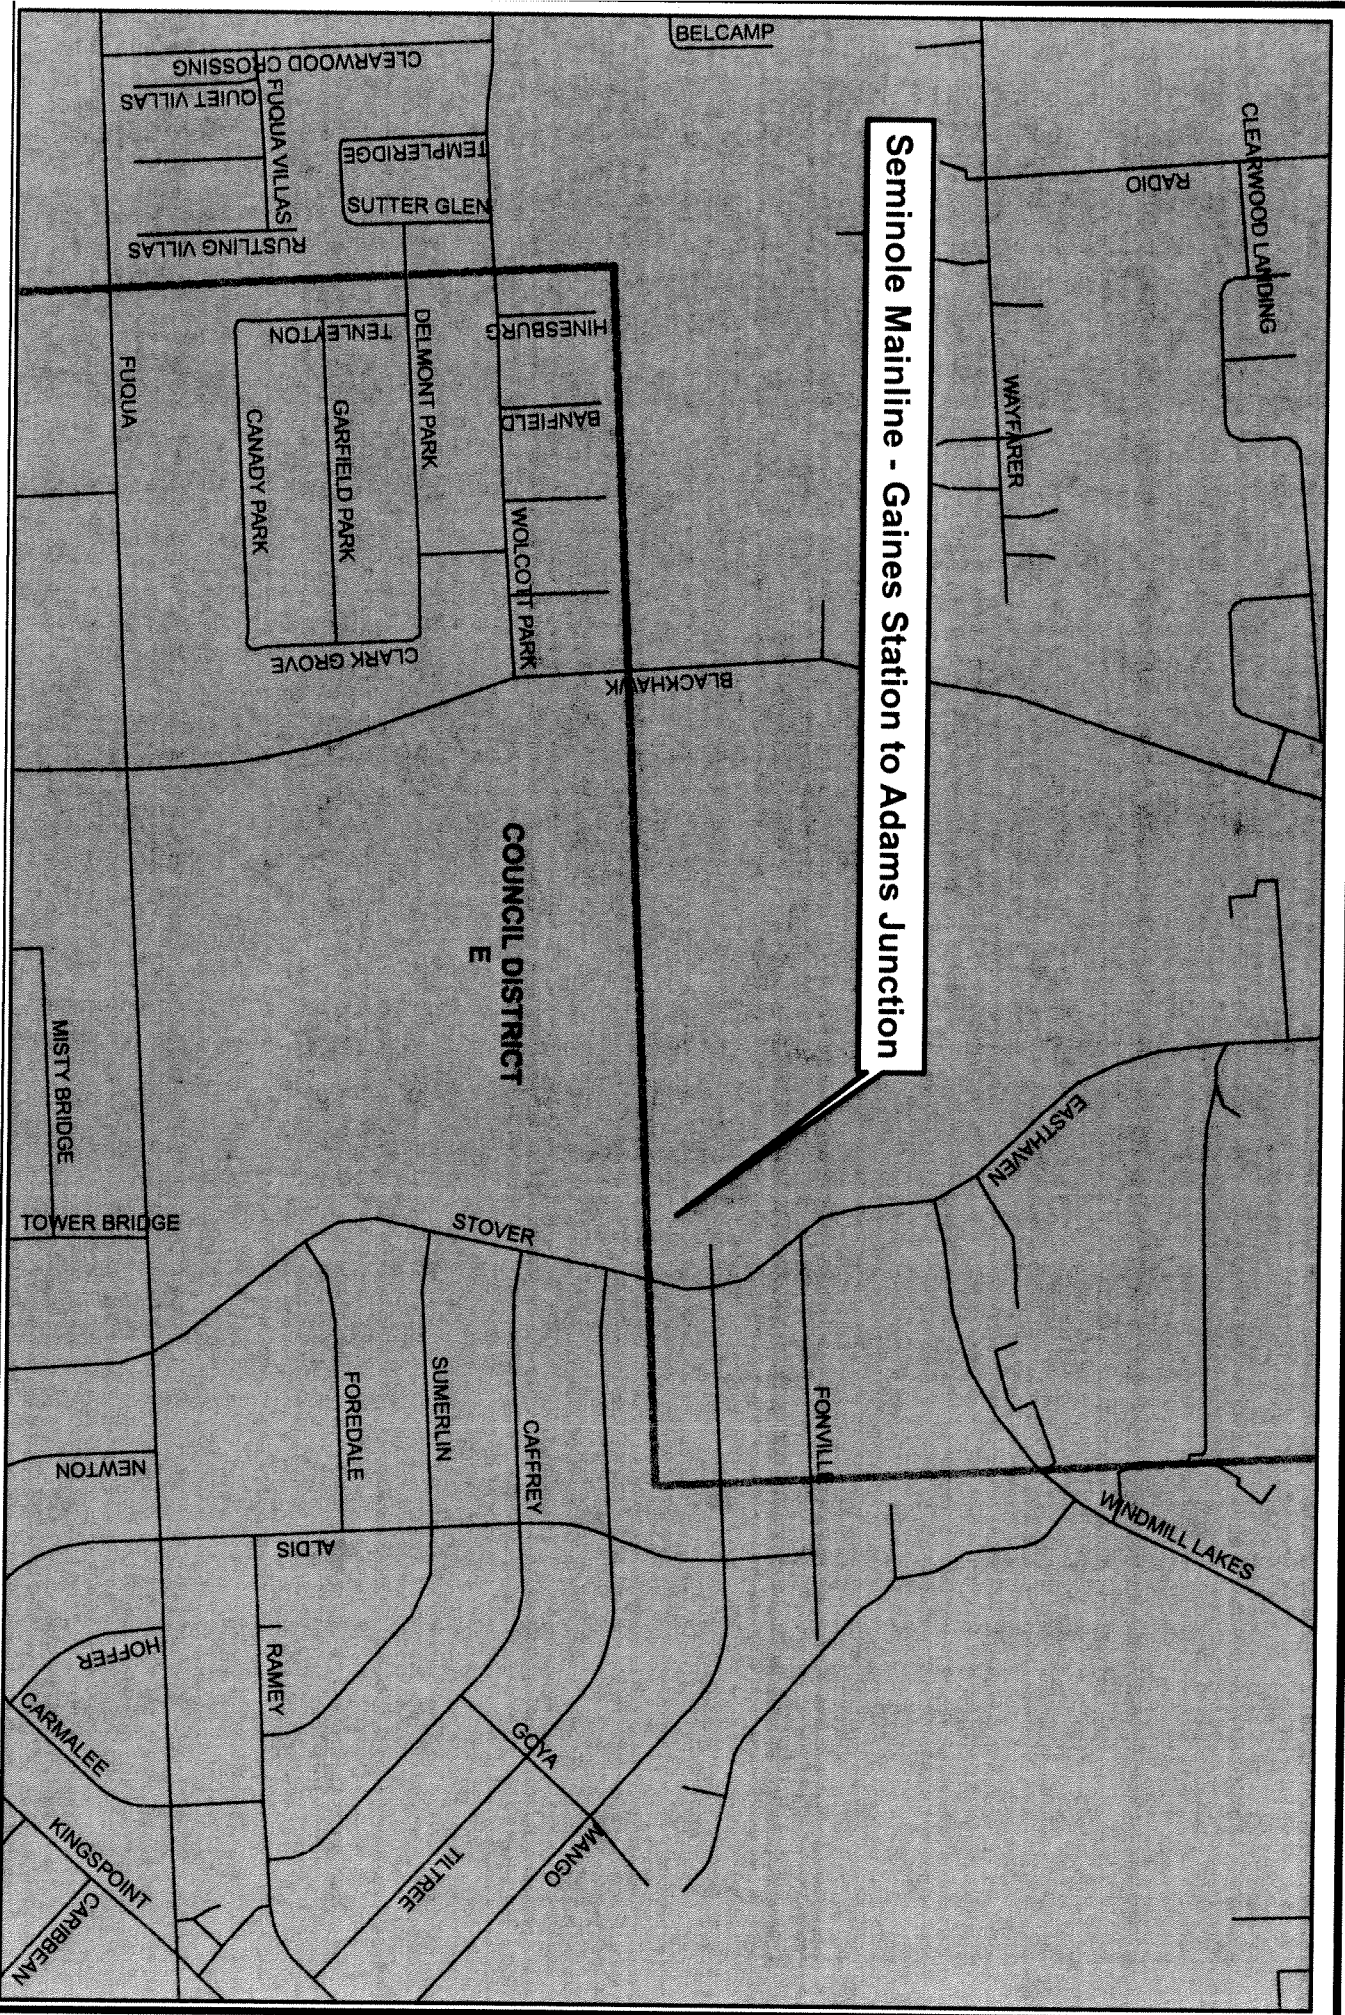 Seminole Mainline - Gaines Station to Adams Junction
CLEARWOOD LANDING
RADIO
WAYFARER
EASTHAVEN
WINDMILL LAKES
BELCAMP
BLACKHAWK
FONVILLE
HINESBURG
BANFIELD
WOLCOTT PARK
COUNCIL DISTRICT
E
STOVER
CAFFREY
SUMERLIN
FOREDALE
CLEARWOOD CROSSING
QUIET VILLAS
FUQUA VILLAS
RUSTLING VILLAS
TEMPLERIDGE
SUTTER GLEN
TENLEYTON
DELMONT PARK
GARFIELD PARK
CANADY PARK
CLARK GROVE
FUQUA
MISTY BRIDGE
TOWER BRIDGE
NEWTON
ALDIS
RAMEY
HOFFER
CARMALEE
KINGSPOINT
CARIBBEAN
GOYA
TILTREE
MANGO